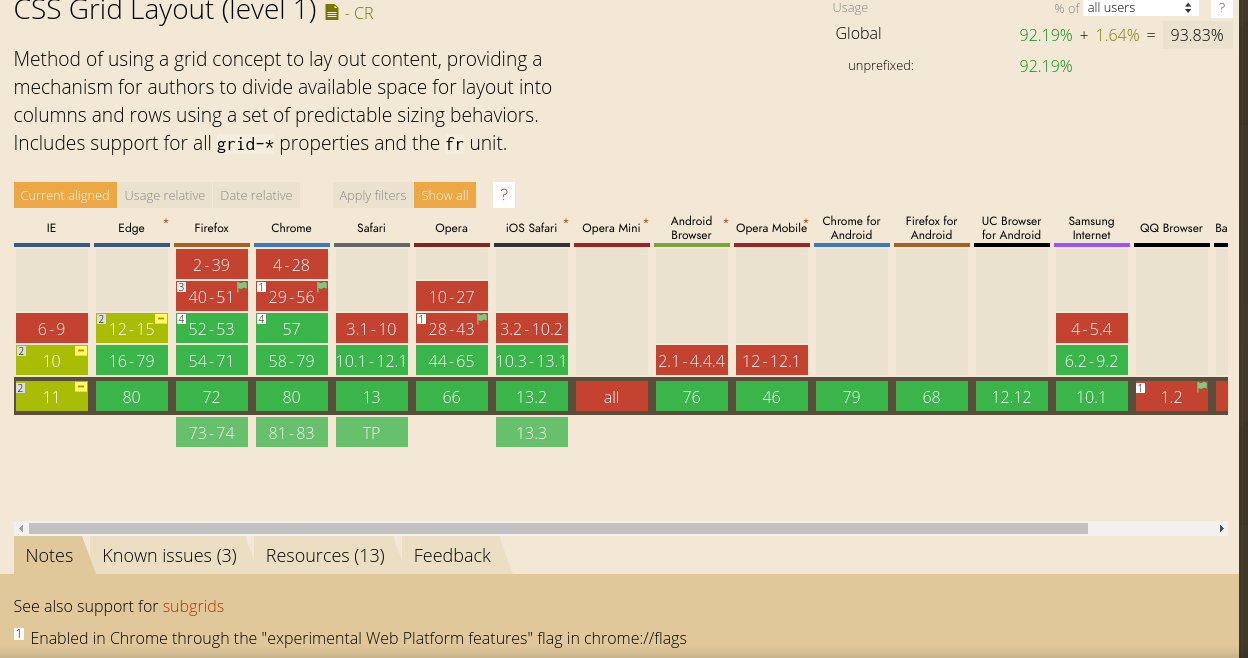 CSS Grid Layout (level 1) - CR
Usage % of all users ?
Global 92.19% + 1.64% = 93.83%
unprefixed: 92.19%
Method of using a grid concept to lay out content, providing a
mechanism for authors to divide available space for layout into
columns and rows using a set of predictable sizing behaviors.
Includes support for all grid-* properties and the fr unit.
Current aligned Usage relative Date relative Apply filters Show all ?
IE Edge * Firefox Chrome Safari Opera iOS Safari * Opera Mini * Android Browser * Opera Mobile * Chrome for Android Firefox for Android UC Browser for Android Samsung Internet QQ Browser Ba
2-39 4-28
3 40-51 1 29-56 10-27
6-9 2 12-15 4 52-53 4 57 3.1-10 1 28-43 3.2-10.2 4-5.4
2 10 16-79 54-71 58-79 10.1-12.1 44-65 10.3-13.1 2.1-4.4.4 12-12.1 6.2-9.2
2 11 80 72 80 13 66 13.2 all 76 46 79 68 12.12 10.1 1 1.2
73-74 81-83 TP 13.3
Notes Known issues (3) Resources (13) Feedback
See also support for subgrids
1 Enabled in Chrome through the "experimental Web Platform features" flag in chrome://flags